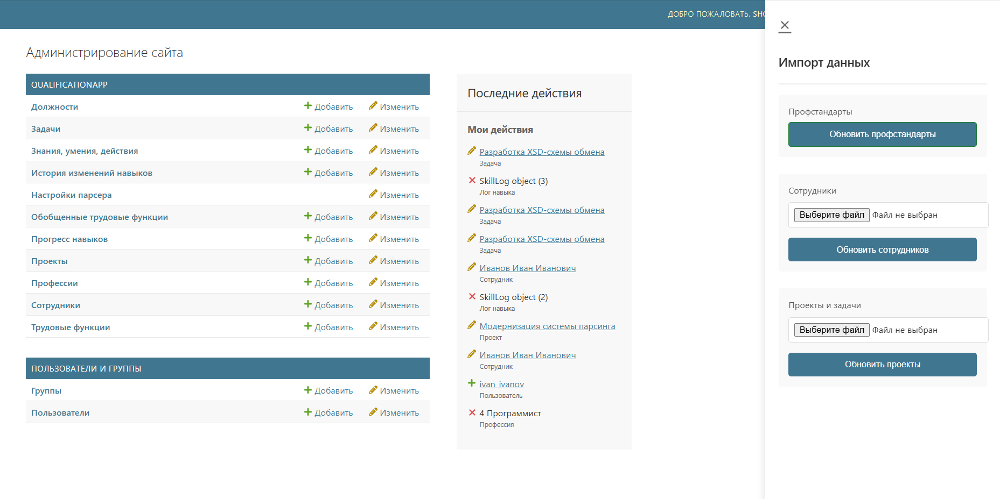 ДОБРО ПОЖАЛОВАТЬ,
Администрирование сайта
QUALIFICATIONAPP
Должности Добавить Изменить
Задачи Добавить Изменить
Знания, умения, действия Добавить Изменить
История изменений навыков Добавить Изменить
Настройки парсера Изменить
Обобщенные трудовые функции Добавить Изменить
Прогресс навыков Добавить Изменить
Проекты Добавить Изменить
Профессии Добавить Изменить
Сотрудники Добавить Изменить
Трудовые функции Добавить Изменить
ПОЛЬЗОВАТЕЛИ И ГРУППЫ
Группы Добавить Изменить
Пользователи Добавить Изменить
Последние действия
Мои действия
Разработка XSD-схемы обмена
Задача
SkillLog object (3)
Лог навыка
Разработка XSD-схемы обмена
Задача
Разработка XSD-схемы обмена
Задача
Иванов Иван Иванович
Сотрудник
SkillLog object (2)
Лог навыка
Модернизация системы парсинга
Проект
Иванов Иван Иванович
Сотрудник
ivan_ivanov
Пользователь
4 Программист
Профессия
Импорт данных
Профстандарты
Обновить профстандарты
Сотрудники
Выберите файл Файл не выбран
Обновить сотрудников
Проекты и задачи
Выберите файл Файл не выбран
Обновить проекты